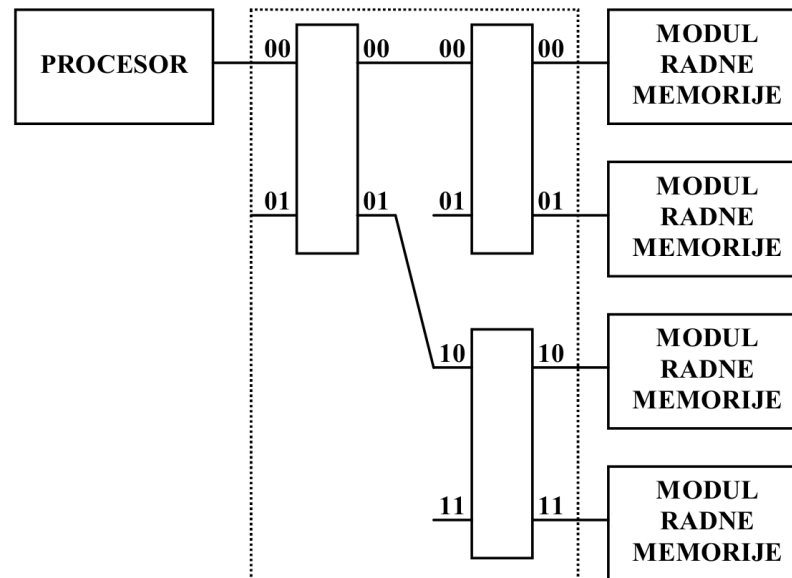 PROCESOR
00 00 00 00
MODUL
RADNE
MEMORIJE
01 01 01 01
MODUL
RADNE
MEMORIJE
10 10
MODUL
RADNE
MEMORIJE
11 11
MODUL
RADNE
MEMORIJE